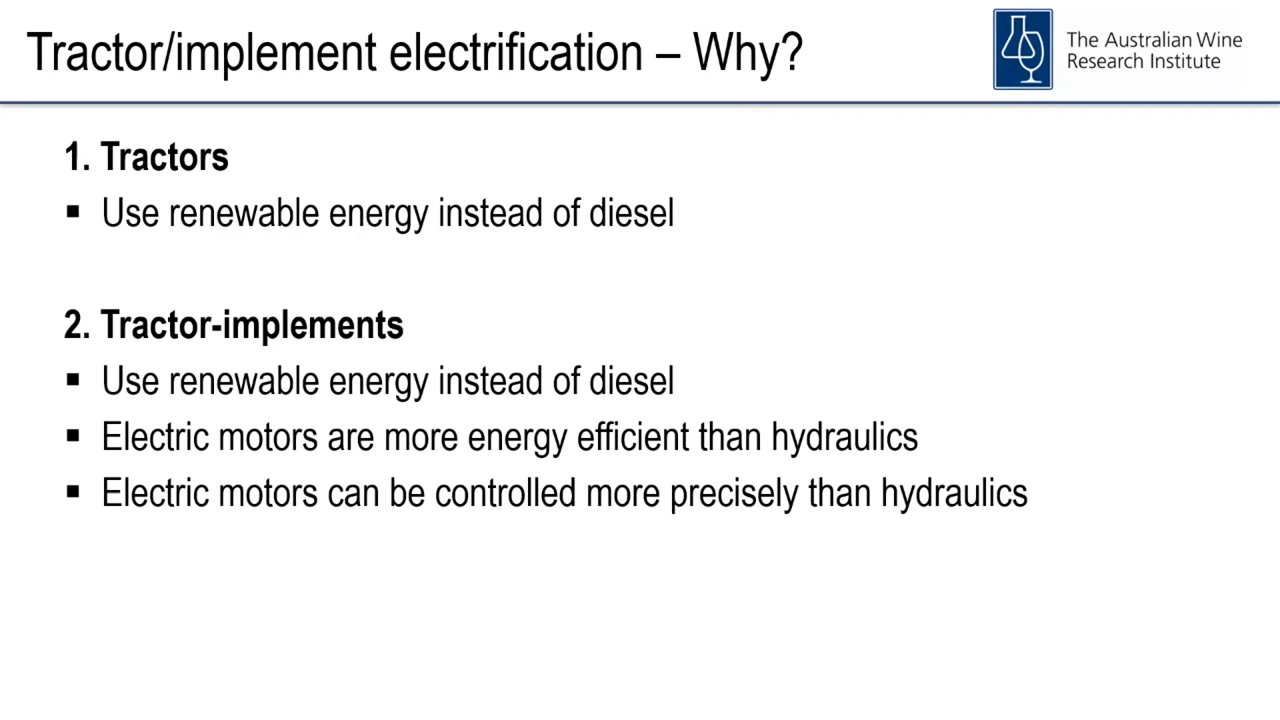 Tractor/implement electrification – Why?
The Australian Wine
Research Institute
1. Tractors
▪ Use renewable energy instead of diesel
2. Tractor-implements
▪ Use renewable energy instead of diesel
▪ Electric motors are more energy efficient than hydraulics
▪ Electric motors can be controlled more precisely than hydraulics